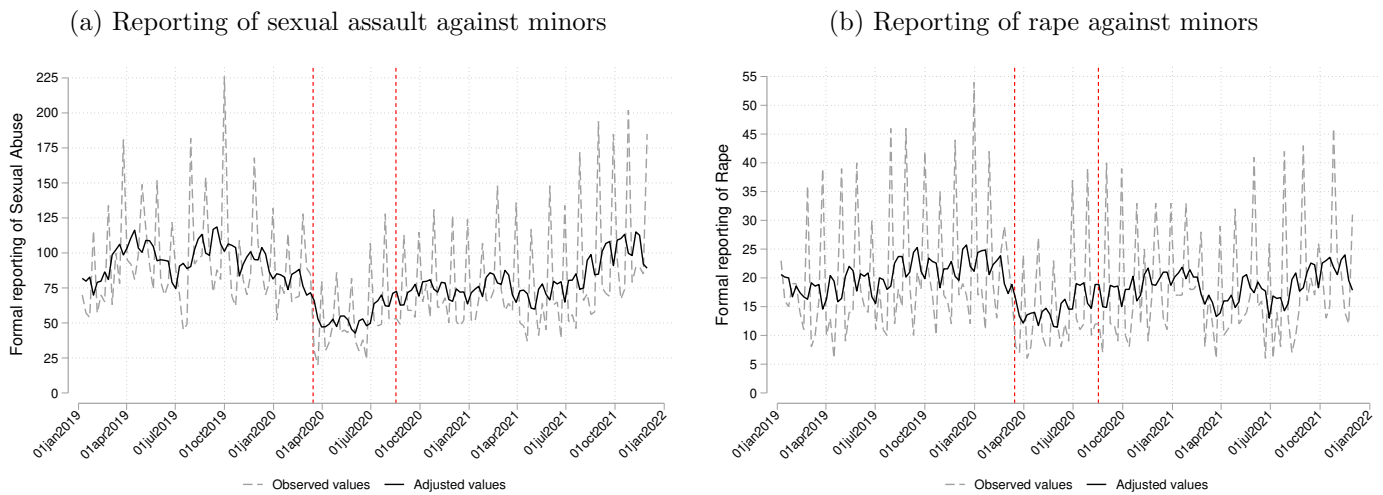 (a) Reporting of sexual assault against minors
Formal reporting of Sexual Abuse
225
200
175
150
125
100
75
50
25
0
01jan2019
01apr2019
01jul2019
01oct2019
01jan2020
01apr2020
01jul2020
01oct2020
01jan2021
01apr2021
01jul2021
01oct2021
01jan2022
Observed values
Adjusted values
(b) Reporting of rape against minors
Formal reporting of Rape
55
50
45
40
35
30
25
20
15
10
5
0
01jan2019
01apr2019
01jul2019
01oct2019
01jan2020
01apr2020
01jul2020
01oct2020
01jan2021
01apr2021
01jul2021
01oct2021
01jan2022
Observed values
Adjusted values